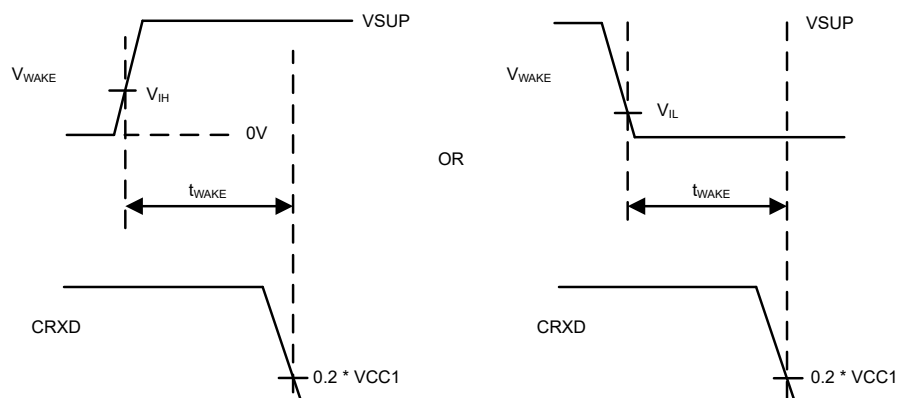 VSUP
VWAKE
VIH
0V
tWAKE
CRXD
0.2 * VCC1
OR
VSUP
VWAKE
VIL
tWAKE
CRXD
0.2 * VCC1